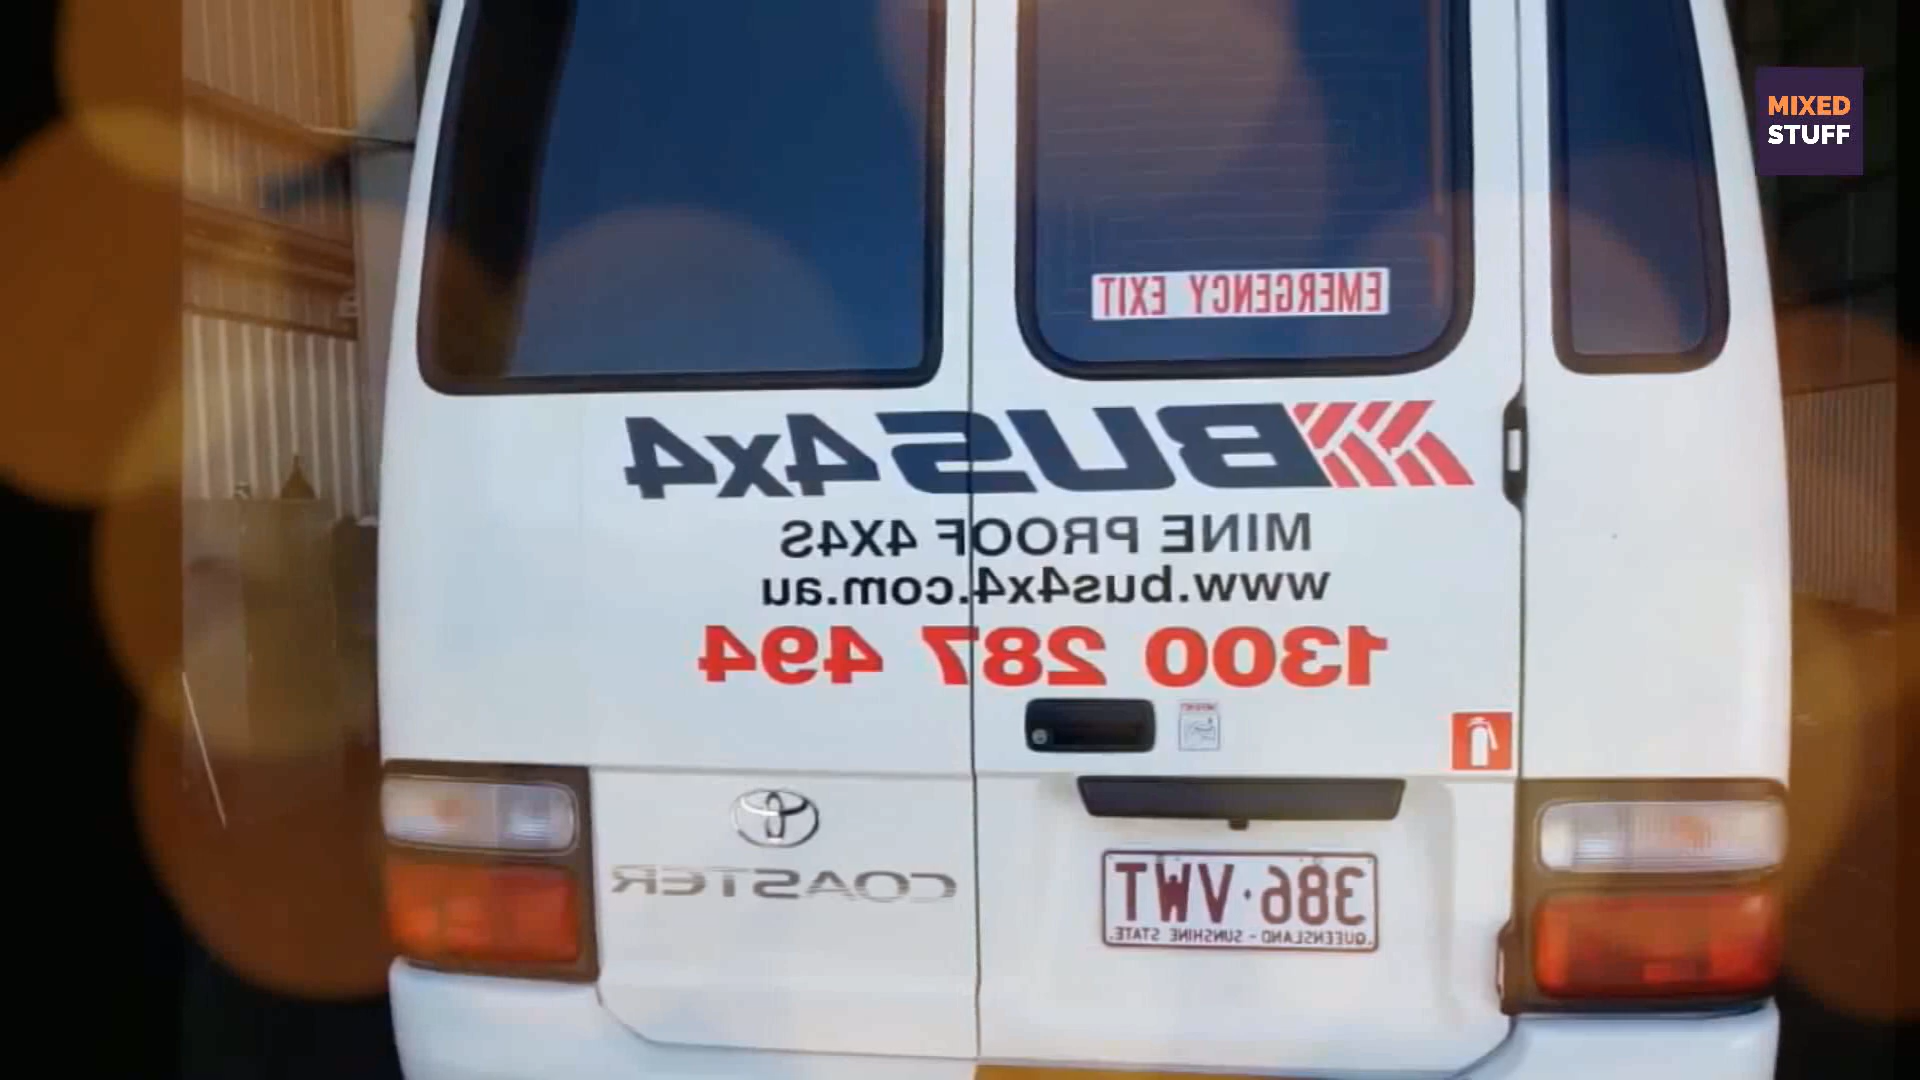 MIXED
STUFF
EMERGENCY EXIT
BUS4x4
MINE PROOF 4X4S
www.bus4x4.com.au
1300 287 494
COASTER
386·VWT
QUEENSLAND - SUNSHINE STATE